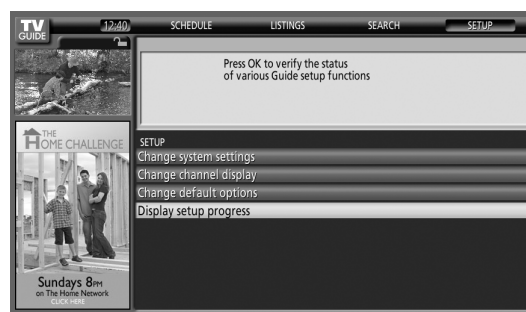 TV
GUIDE
12:40
SCHEDULE
LISTINGS
SEARCH
SETUP
Press OK to verify the status
of various Guide setup functions
THE
HOME CHALLENGE
Sundays 8PM
on The Home Network
CLICK HERE
SETUP
Change system settings
Change channel display
Change default options
Display setup progress